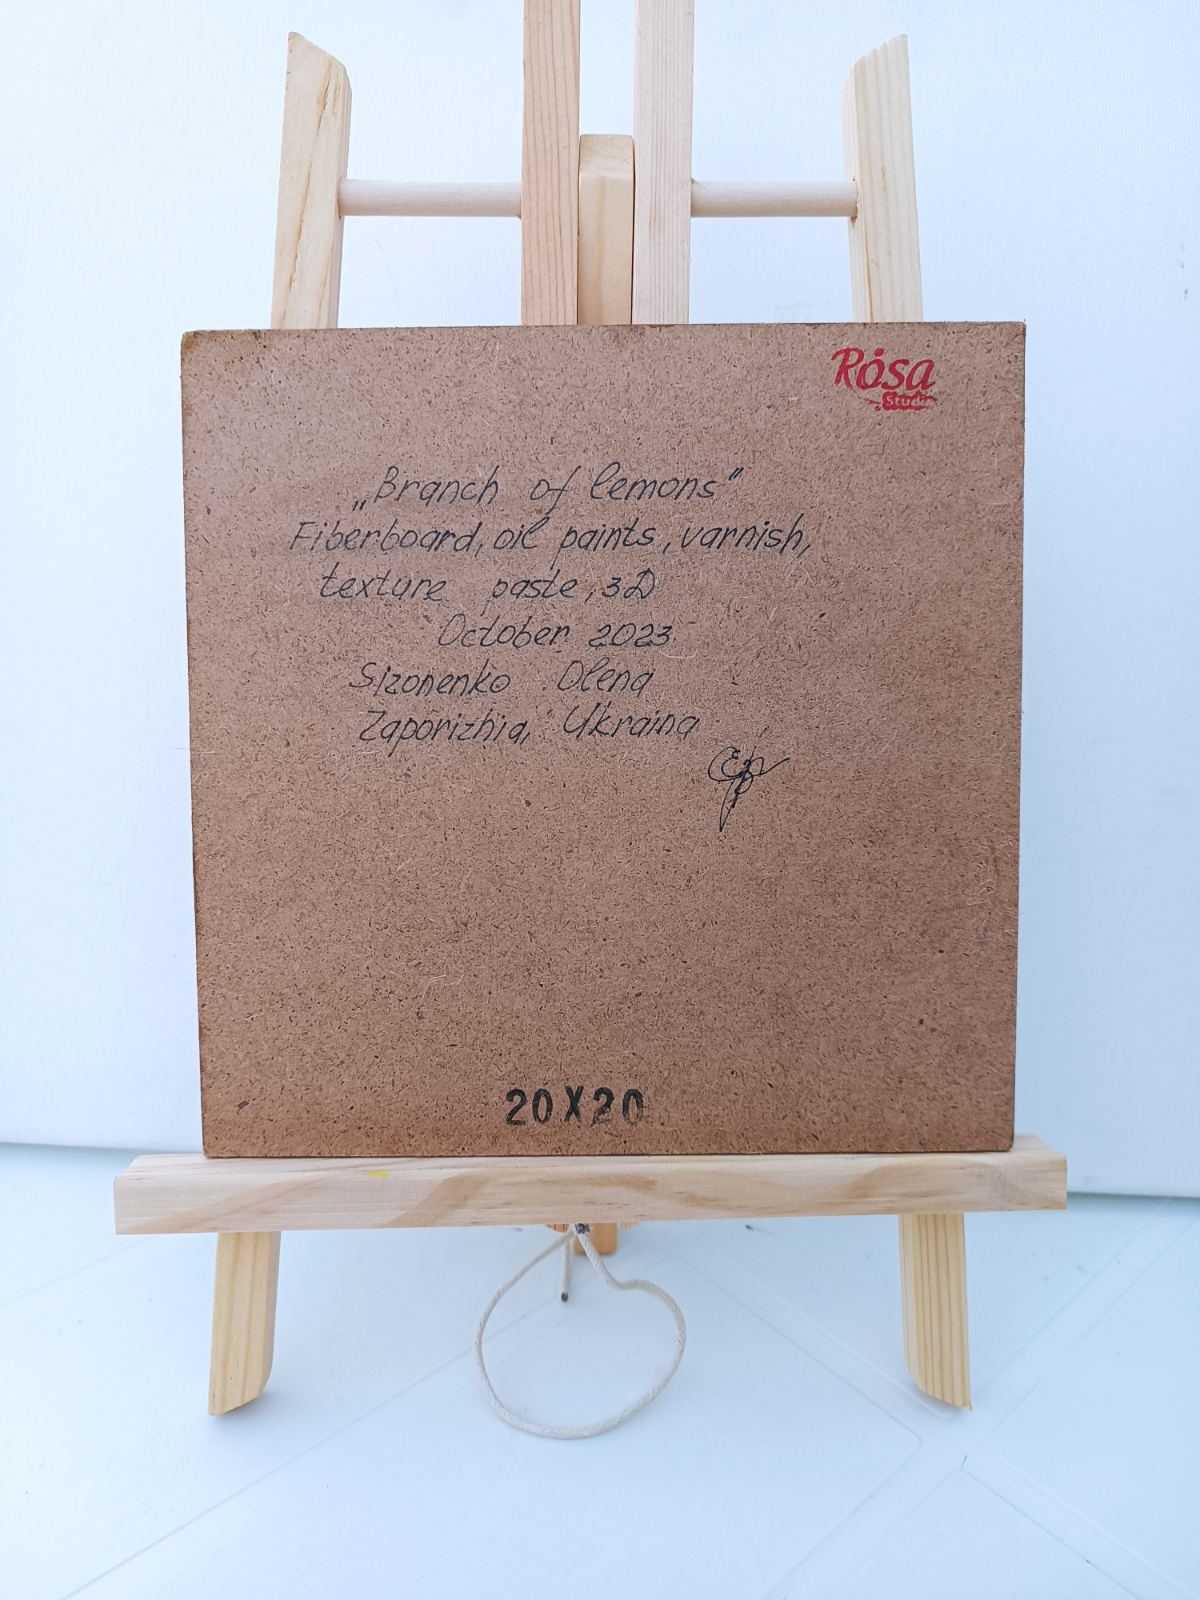 Rósa
Studio
„Branch of lemons"
Fiberboard, oil paints, varnish,
texture paste, 3D
October 2023
Sizonenko Olena
Zaporizhia, Ukraina
20X20